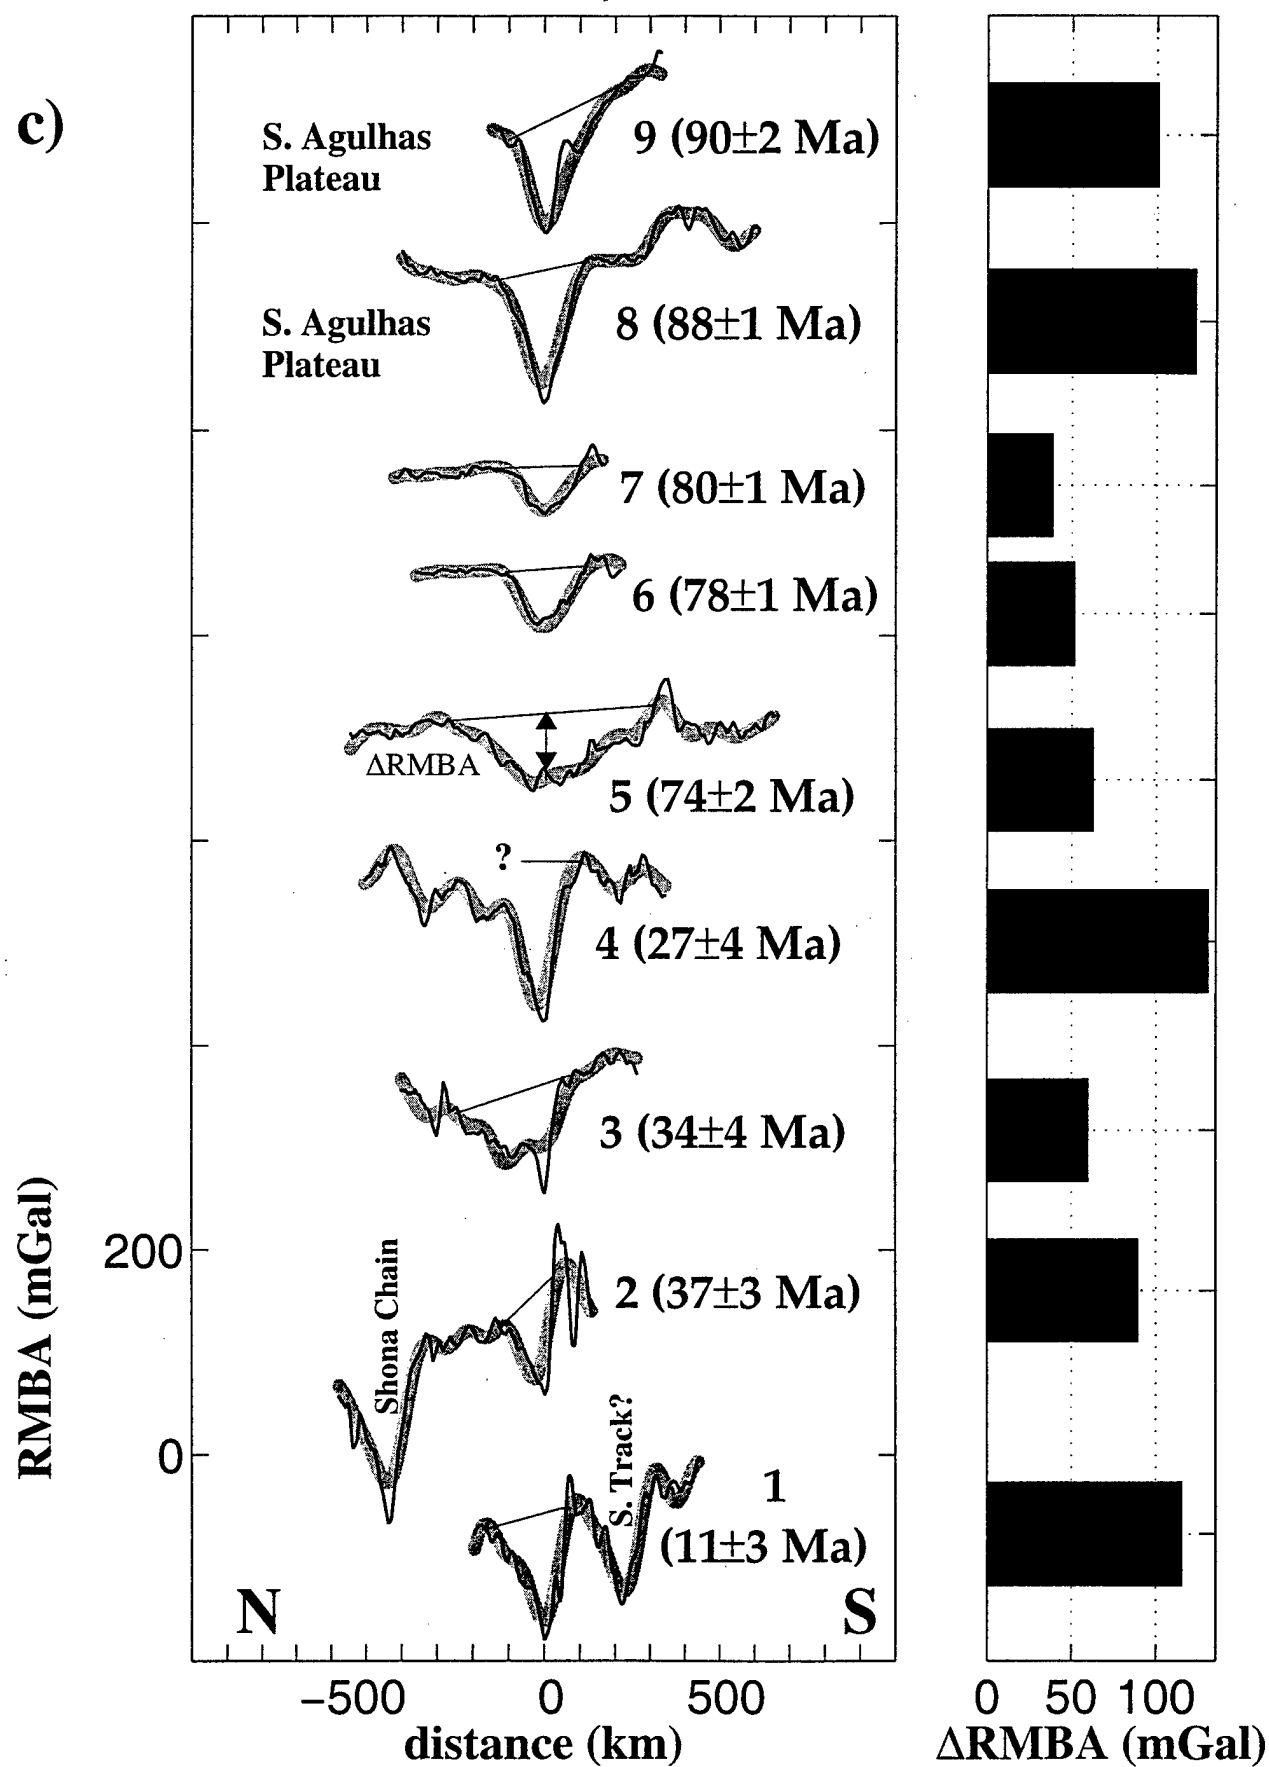 c)
S. Agulhas
Plateau
9 (90±2 Ma)
S. Agulhas
Plateau
8 (88±1 Ma)
7 (80±1 Ma)
6 (78±1 Ma)
ΔRMBA
5 (74±2 Ma)
?
4 (27±4 Ma)
3 (34±4 Ma)
RMBA (mGal)
200
0
Shona Chain
2 (37±3 Ma)
S. Track?
1
(11±3 Ma)
N
S
−500 0 500
distance (km)
0 50 100
ΔRMBA (mGal)